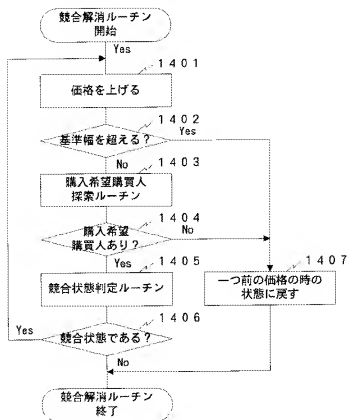 競合解消ルーチン
開始
Yes
1401
価格を上げる
1402
基準幅を超える?
Yes
No
1403
購入希望購買人
探索ルーチン
1404
購入希望
購買人あり?
No
Yes
1405
1407
競合状態判定ルーチン
一つ前の価格の時の
状態に戻す
1406
Yes
競合状態である?
No
競合解消ルーチン
終了